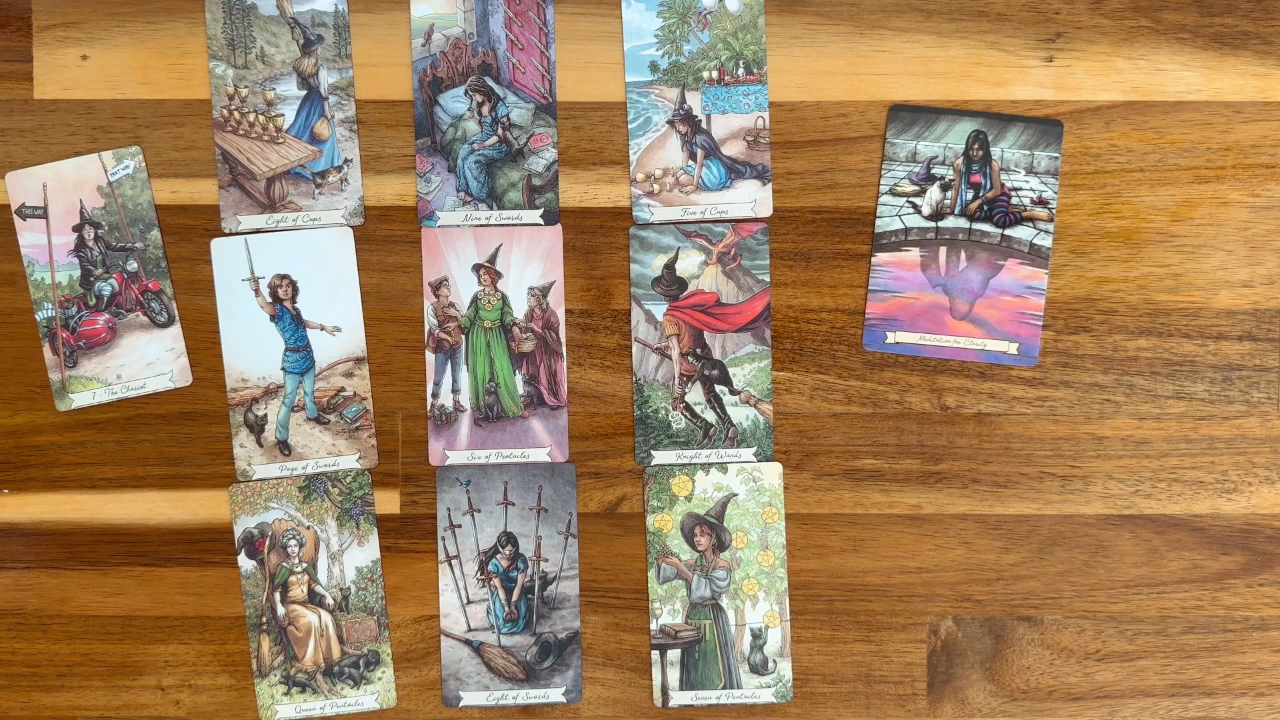 THIS WAY
THAT WAY
7 - The Chariot
Eight of Cups
Nine of Swords
Five of Cups
Page of Swords
Six of Pentacles
Knight of Wands
Queen of Pentacles
Eight of Swords
Seven of Pentacles
Meditation for Clarity